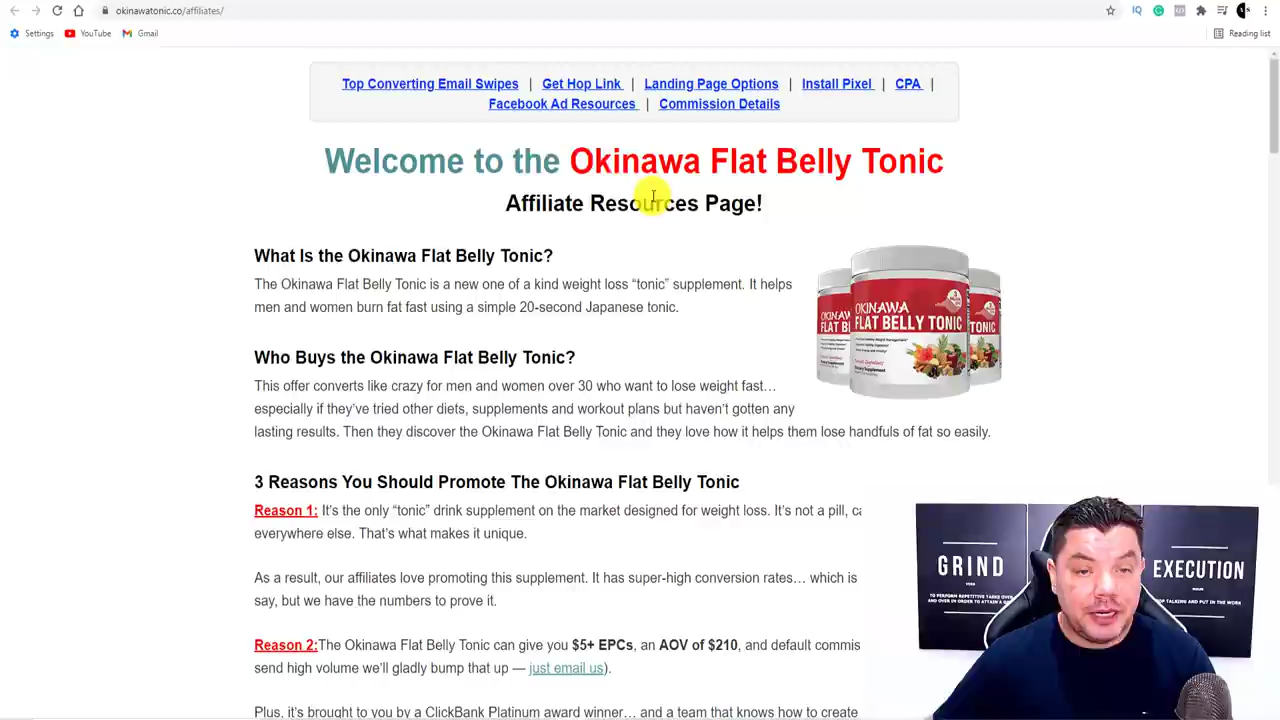 okinawatonic.co/affiliates/
Settings YouTube Gmail Reading list
Top Converting Email Swipes | Get Hop Link | Landing Page Options | Install Pixel | CPA |
Facebook Ad Resources | Commission Details
Welcome to the Okinawa Flat Belly Tonic
Affiliate Resources Page!
What Is the Okinawa Flat Belly Tonic?
The Okinawa Flat Belly Tonic is a new one of a kind weight loss “tonic” supplement. It helps
men and women burn fat fast using a simple 20-second Japanese tonic.
OKINAWA
FLAT BELLY TONIC
Who Buys the Okinawa Flat Belly Tonic?
This offer converts like crazy for men and women over 30 who want to lose weight fast…
especially if they’ve tried other diets, supplements and workout plans but haven’t gotten any
lasting results. Then they discover the Okinawa Flat Belly Tonic and they love how it helps them lose handfuls of fat so easily.
3 Reasons You Should Promote The Okinawa Flat Belly Tonic
Reason 1: It’s the only “tonic” drink supplement on the market designed for weight loss. It’s not a pill, ca
everywhere else. That’s what makes it unique.
As a result, our affiliates love promoting this supplement. It has super-high conversion rates… which is
say, but we have the numbers to prove it.
Reason 2:The Okinawa Flat Belly Tonic can give you $5+ EPCs, an AOV of $210, and default commis
send high volume we’ll gladly bump that up — just email us).
Plus, it’s brought to you by a ClickBank Platinum award winner… and a team that knows how to create
GRIND
EXECUTION